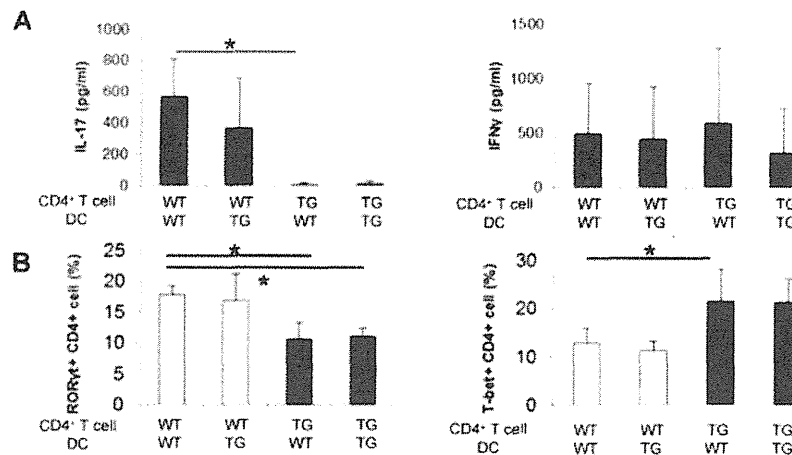 A
*
IL-17 (pg/ml)
1000
800
600
400
200
0
CD4+ T cell WT WT TG TG
DC WT TG WT TG
IFNγ (pg/ml)
1500
1000
500
0
CD4+ T cell WT WT TG TG
DC WT TG WT TG
B
*
*
RORγt+ CD4+ cell (%)
25
20
15
10
5
0
CD4+ T cell WT WT TG TG
DC WT TG WT TG
*
T-bet+ CD4+ cell (%)
30
20
10
0
CD4+ T cell WT WT TG TG
DC WT TG WT TG